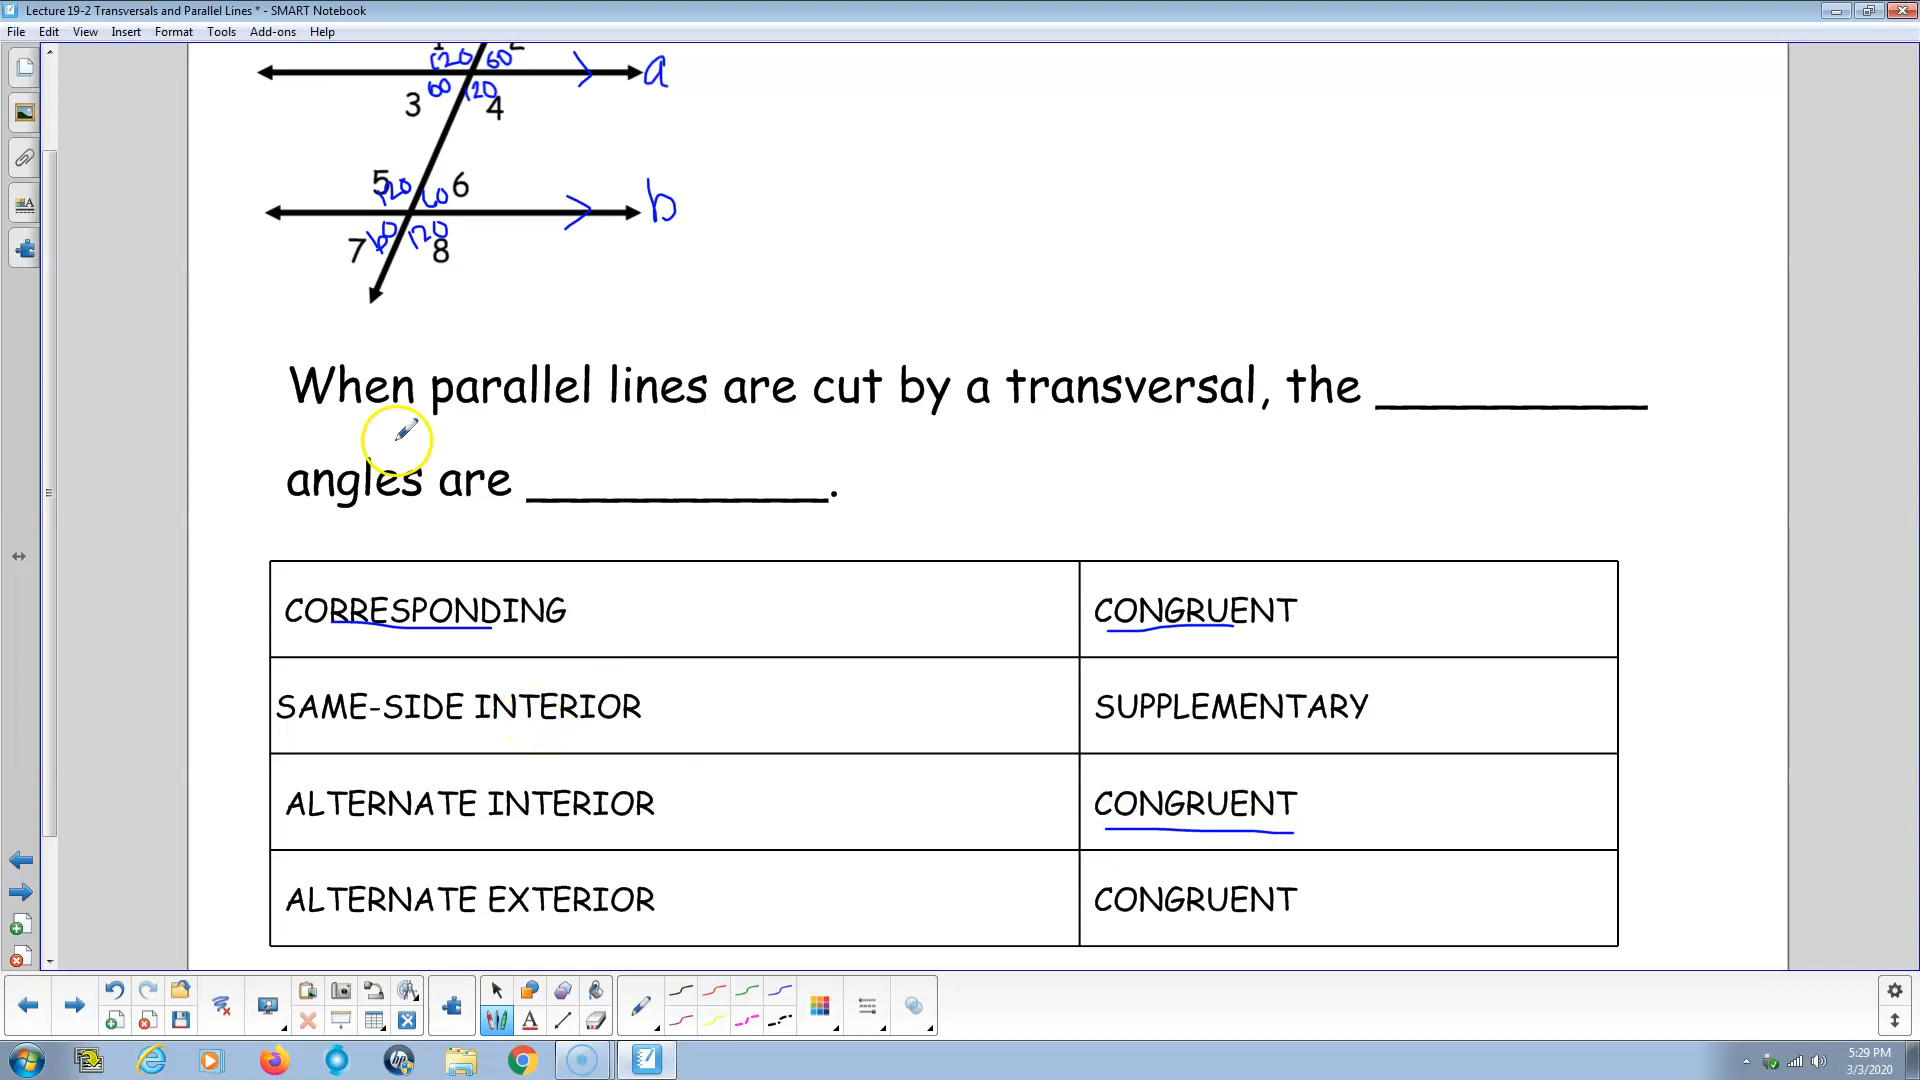 Lecture 19-2 Transversals and Parallel Lines * - SMART Notebook
File Edit View Insert Format Tools Add-ons Help
120 60
a
60 120
3 4
5 120 60 6
b
7 60 120 8
When parallel lines are cut by a transversal, the __________
angles are ___________.
CORRESPONDING CONGRUENT
SAME-SIDE INTERIOR SUPPLEMENTARY
ALTERNATE INTERIOR CONGRUENT
ALTERNATE EXTERIOR CONGRUENT
A
5:29 PM
3/3/2020